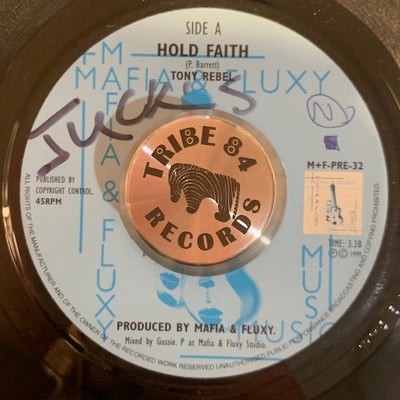 SIDE A
HOLD FAITH
(P. Barrett)
TONY REBEL
FM
MAFIA & FLUXY
JUCKS
M+F-PRE-32
TRIBE 84
RECORDS
PUBLISHED BY
COPYRIGHT CONTROL.
45RPM
TIME: 3.38
Ⓟ © 1999.
MAFIA & FLUXY
MUSIC
PRODUCED BY MAFIA & FLUXY.
Mixed by Gussie. P at Mafia & Fluxy Studio.
ALL RIGHTS OF THE MANUFACTURER AND OF THE OWNER OF THE RECORDED WORK RESERVED UNAUTHORISED PUBLIC PERFORMANCE BROADCASTING AND COPYING PROHIBITED.